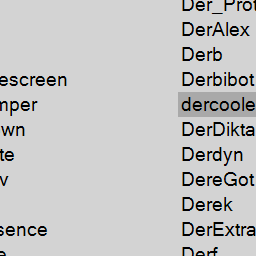 Der_Prot
DerAlex
Derb
escreen
Derbibot
mper
dercoole
wn
DerDikta
te
Derdyn
v
DereGot
Derek
sence
DerExtra
Derf